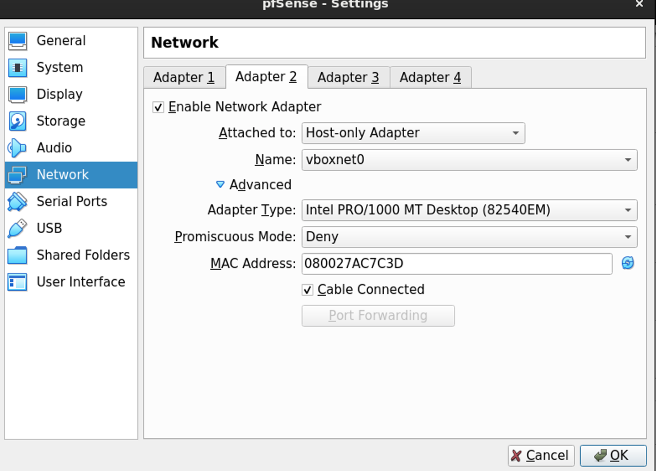 pfSense - Settings
General
System
Display
Storage
Audio
Network
Serial Ports
USB
Shared Folders
User Interface
Network
Adapter 1 Adapter 2 Adapter 3 Adapter 4
Enable Network Adapter
Attached to: Host-only Adapter
Name: vboxnet0
Advanced
Adapter Type: Intel PRO/1000 MT Desktop (82540EM)
Promiscuous Mode: Deny
MAC Address: 080027AC7C3D
Cable Connected
Port Forwarding
Cancel OK